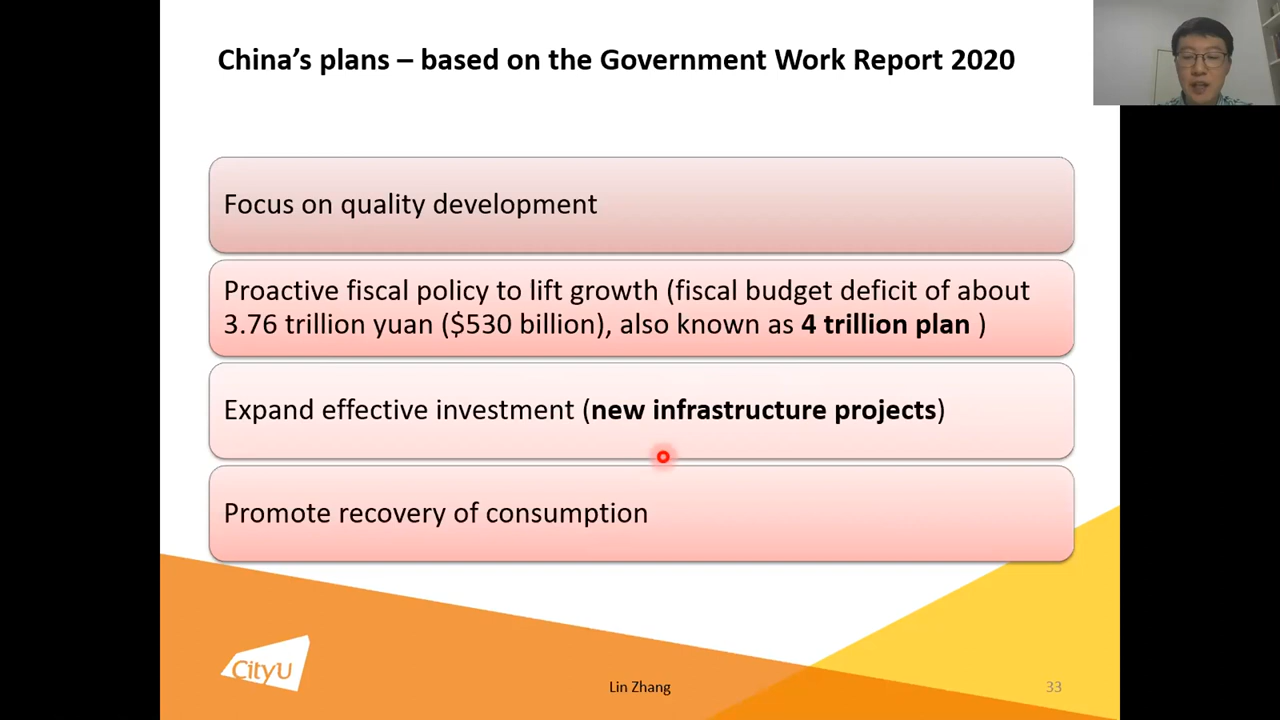 China’s plans – based on the Government Work Report 2020
Focus on quality development
Proactive fiscal policy to lift growth (fiscal budget deficit of about
3.76 trillion yuan ($530 billion), also known as 4 trillion plan )
Expand effective investment (new infrastructure projects)
Promote recovery of consumption
CityU
Lin Zhang
33